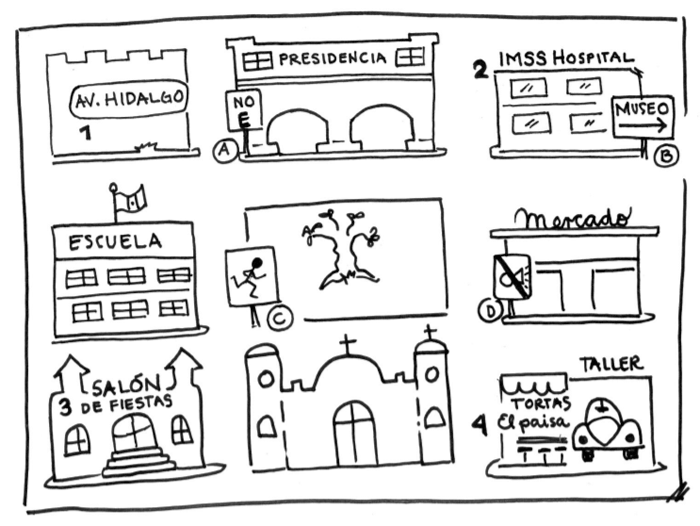 AV. HIDALGO
1
PRESIDENCIA
NO
E
A
2 IMSS HOSPITAL
MUSEO
B
ESCUELA
C
Mercado
D
3 SALÓN
DE FIESTAS
TALLER
TORTAS
4 El paisa